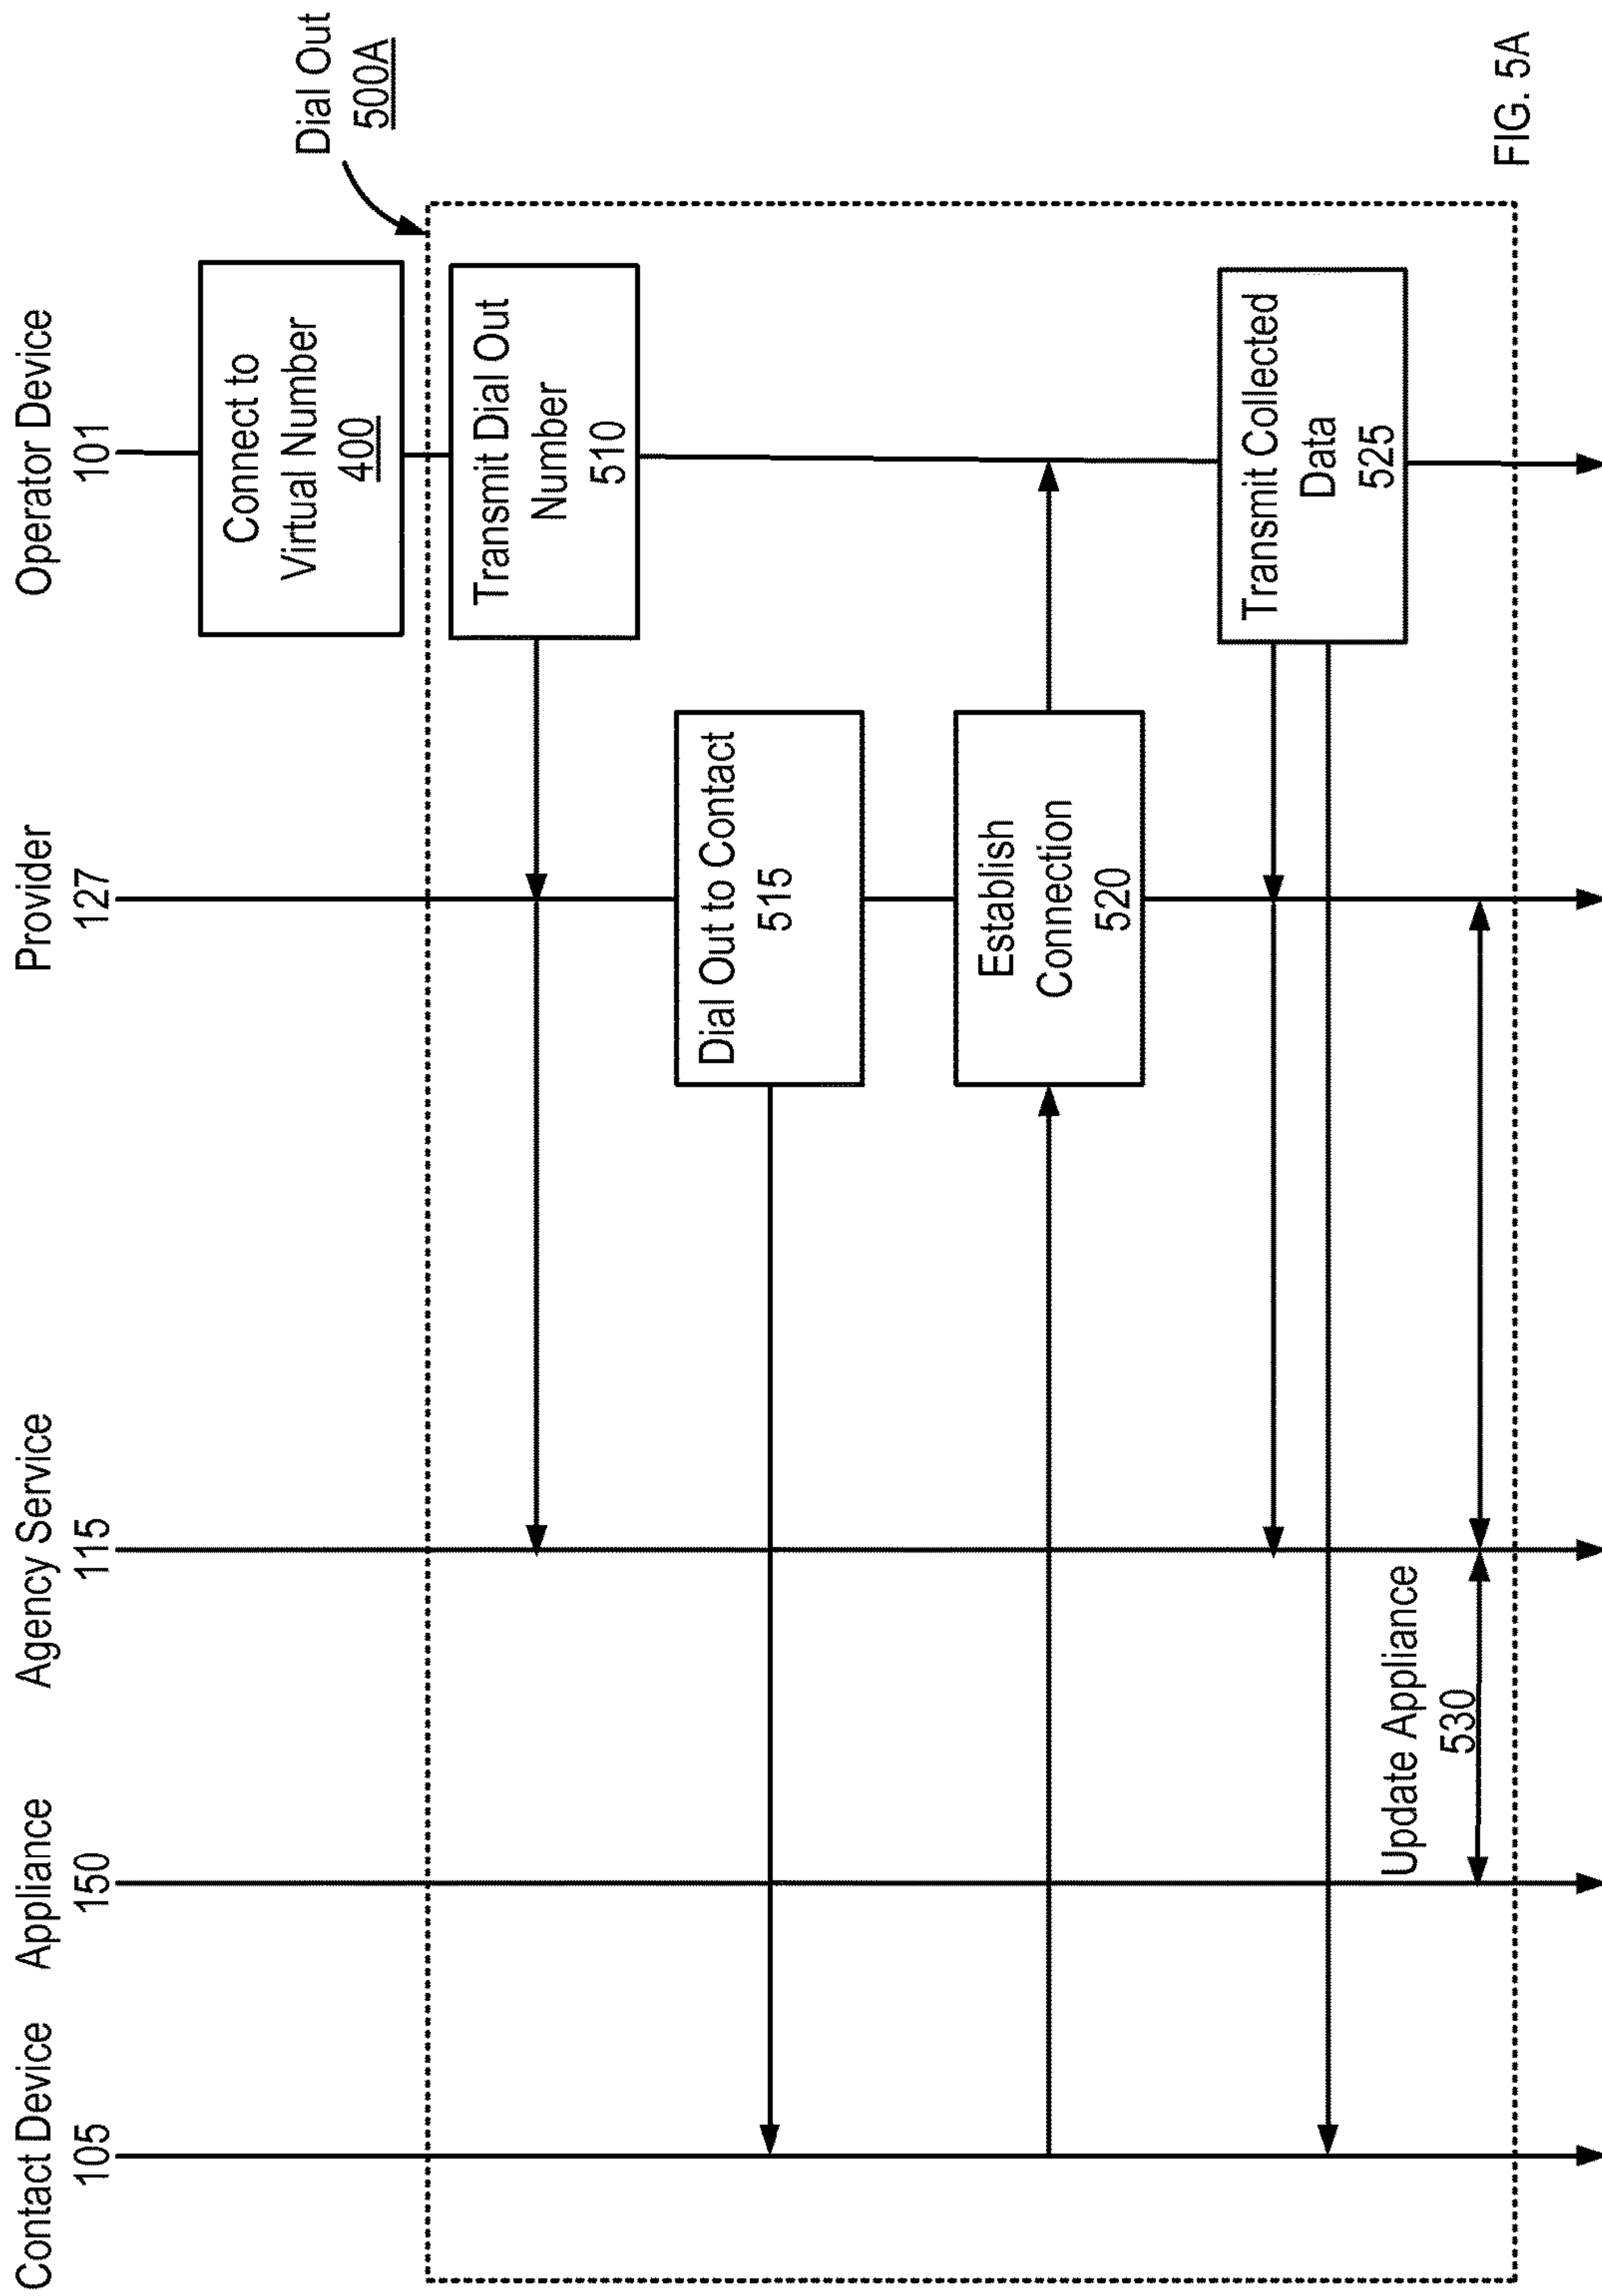 Contact Device
105
Appliance
150
Agency Service
115
Provider
127
Operator Device
101
Connect to
Virtual Number
400
Dial Out
500A
Transmit Dial Out
Number
510
Dial Out to Contact
515
Establish
Connection
520
Transmit Collected
Data
525
Update Appliance
530
FIG. 5A